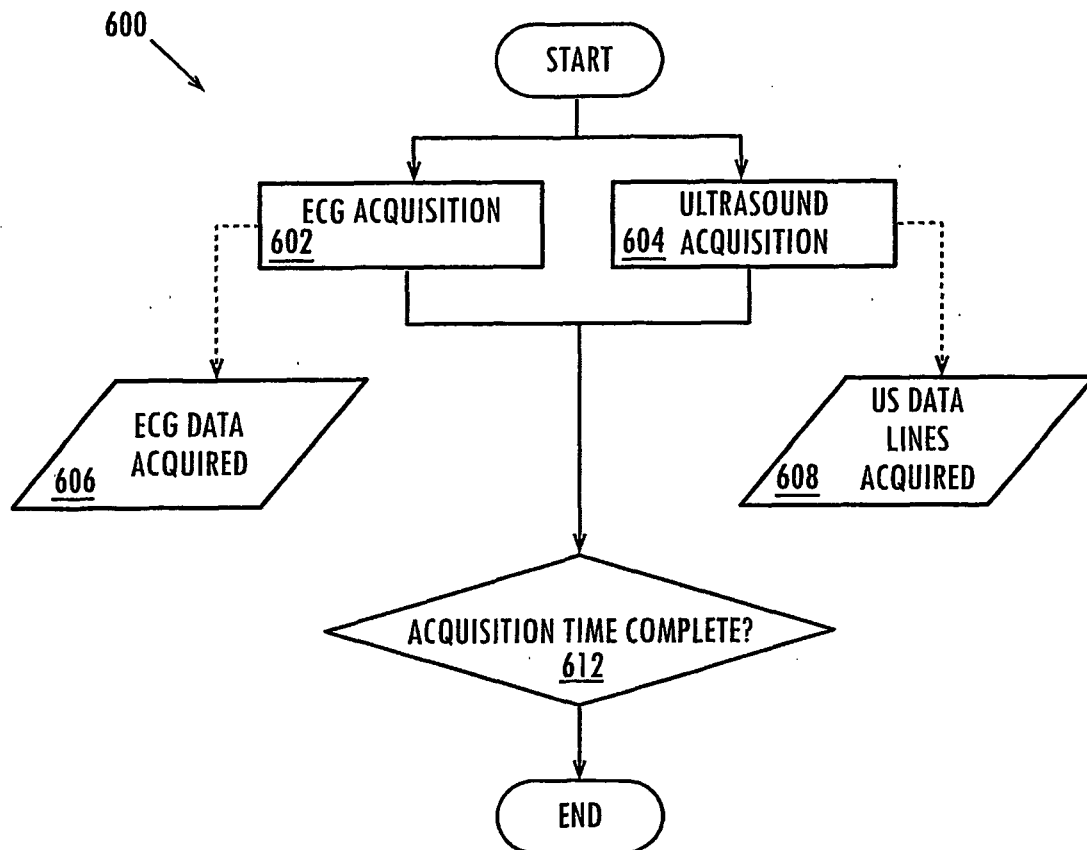 600
START
ECG ACQUISITION
602
ULTRASOUND
ACQUISITION
604
ECG DATA
ACQUIRED
606
US DATA
LINES
ACQUIRED
608
ACQUISITION TIME COMPLETE?
612
END